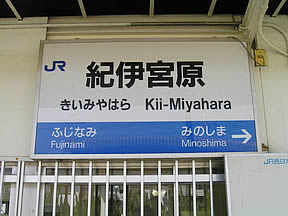 JR 紀伊宮原
きいみやはら Kii-Miyahara
ふじなみ みのしま →
Fujinami Minoshima